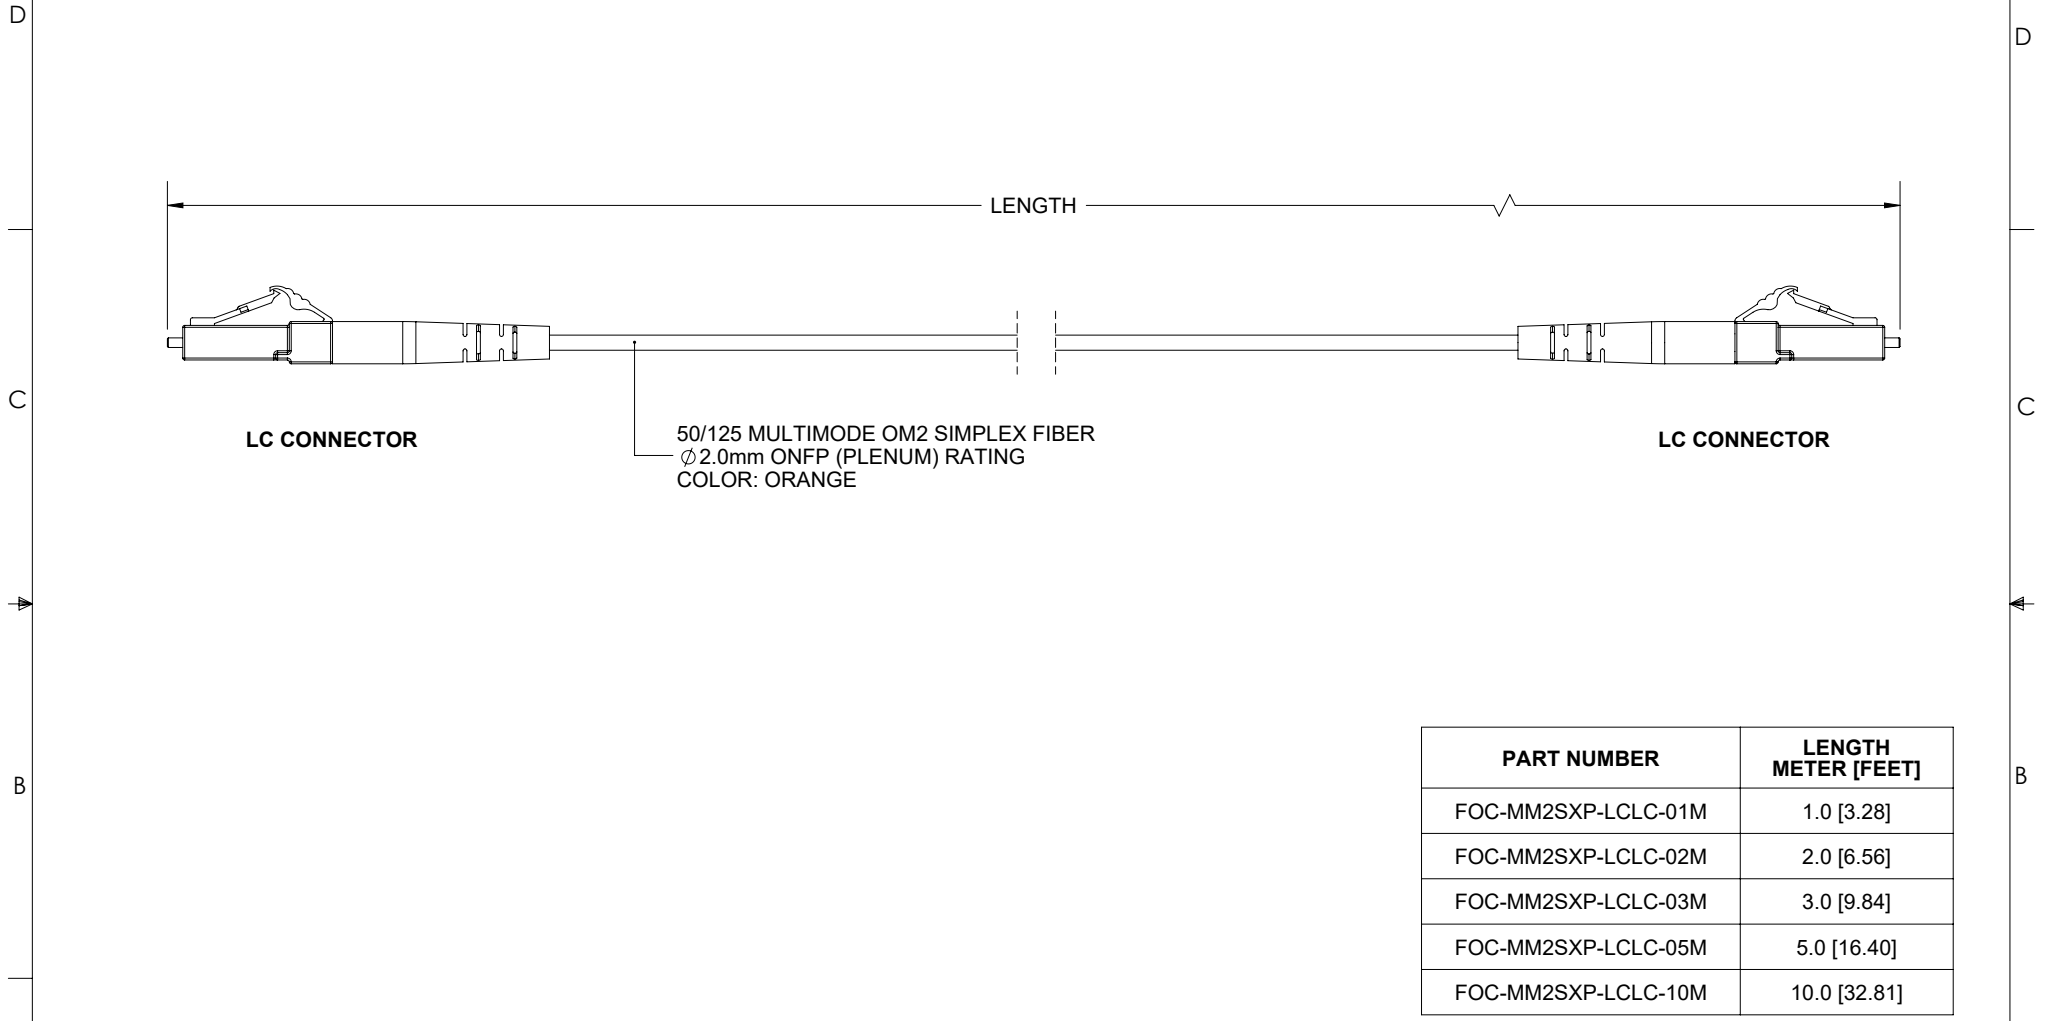 D
D
LENGTH
C
C
LC CONNECTOR
50/125 MULTIMODE OM2 SIMPLEX FIBER
∅2.0mm ONFP (PLENUM) RATING
COLOR: ORANGE
LC CONNECTOR
B
B
PART NUMBER
LENGTH
METER [FEET]
FOC-MM2SXP-LCLC-01M
1.0 [3.28]
FOC-MM2SXP-LCLC-02M
2.0 [6.56]
FOC-MM2SXP-LCLC-03M
3.0 [9.84]
FOC-MM2SXP-LCLC-05M
5.0 [16.40]
FOC-MM2SXP-LCLC-10M
10.0 [32.81]